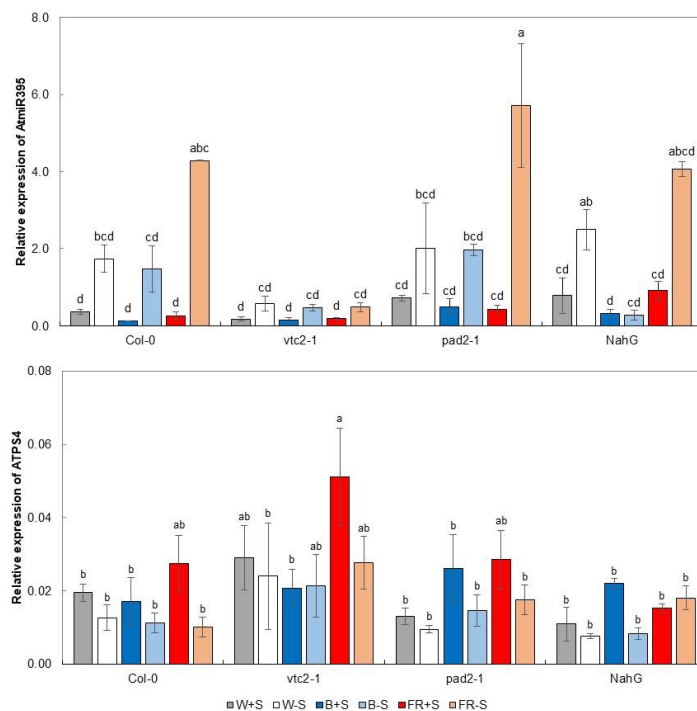 8.0
6.0
4.0
2.0
0.0
Relative expression of AtmiR395
d bcd d cd d abc
d cd d cd d cd
cd bcd cd bcd cd a
cd ab d cd cd abcd
Col-0 vtc2-1 pad2-1 NahG
0.08
0.06
0.04
0.02
0.00
Relative expression of ATPS4
b b b b ab b
ab b b ab a ab
b b b b ab b
b b b b b b
Col-0 vtc2-1 pad2-1 NahG
W+S W-S B+S B-S FR+S FR-S